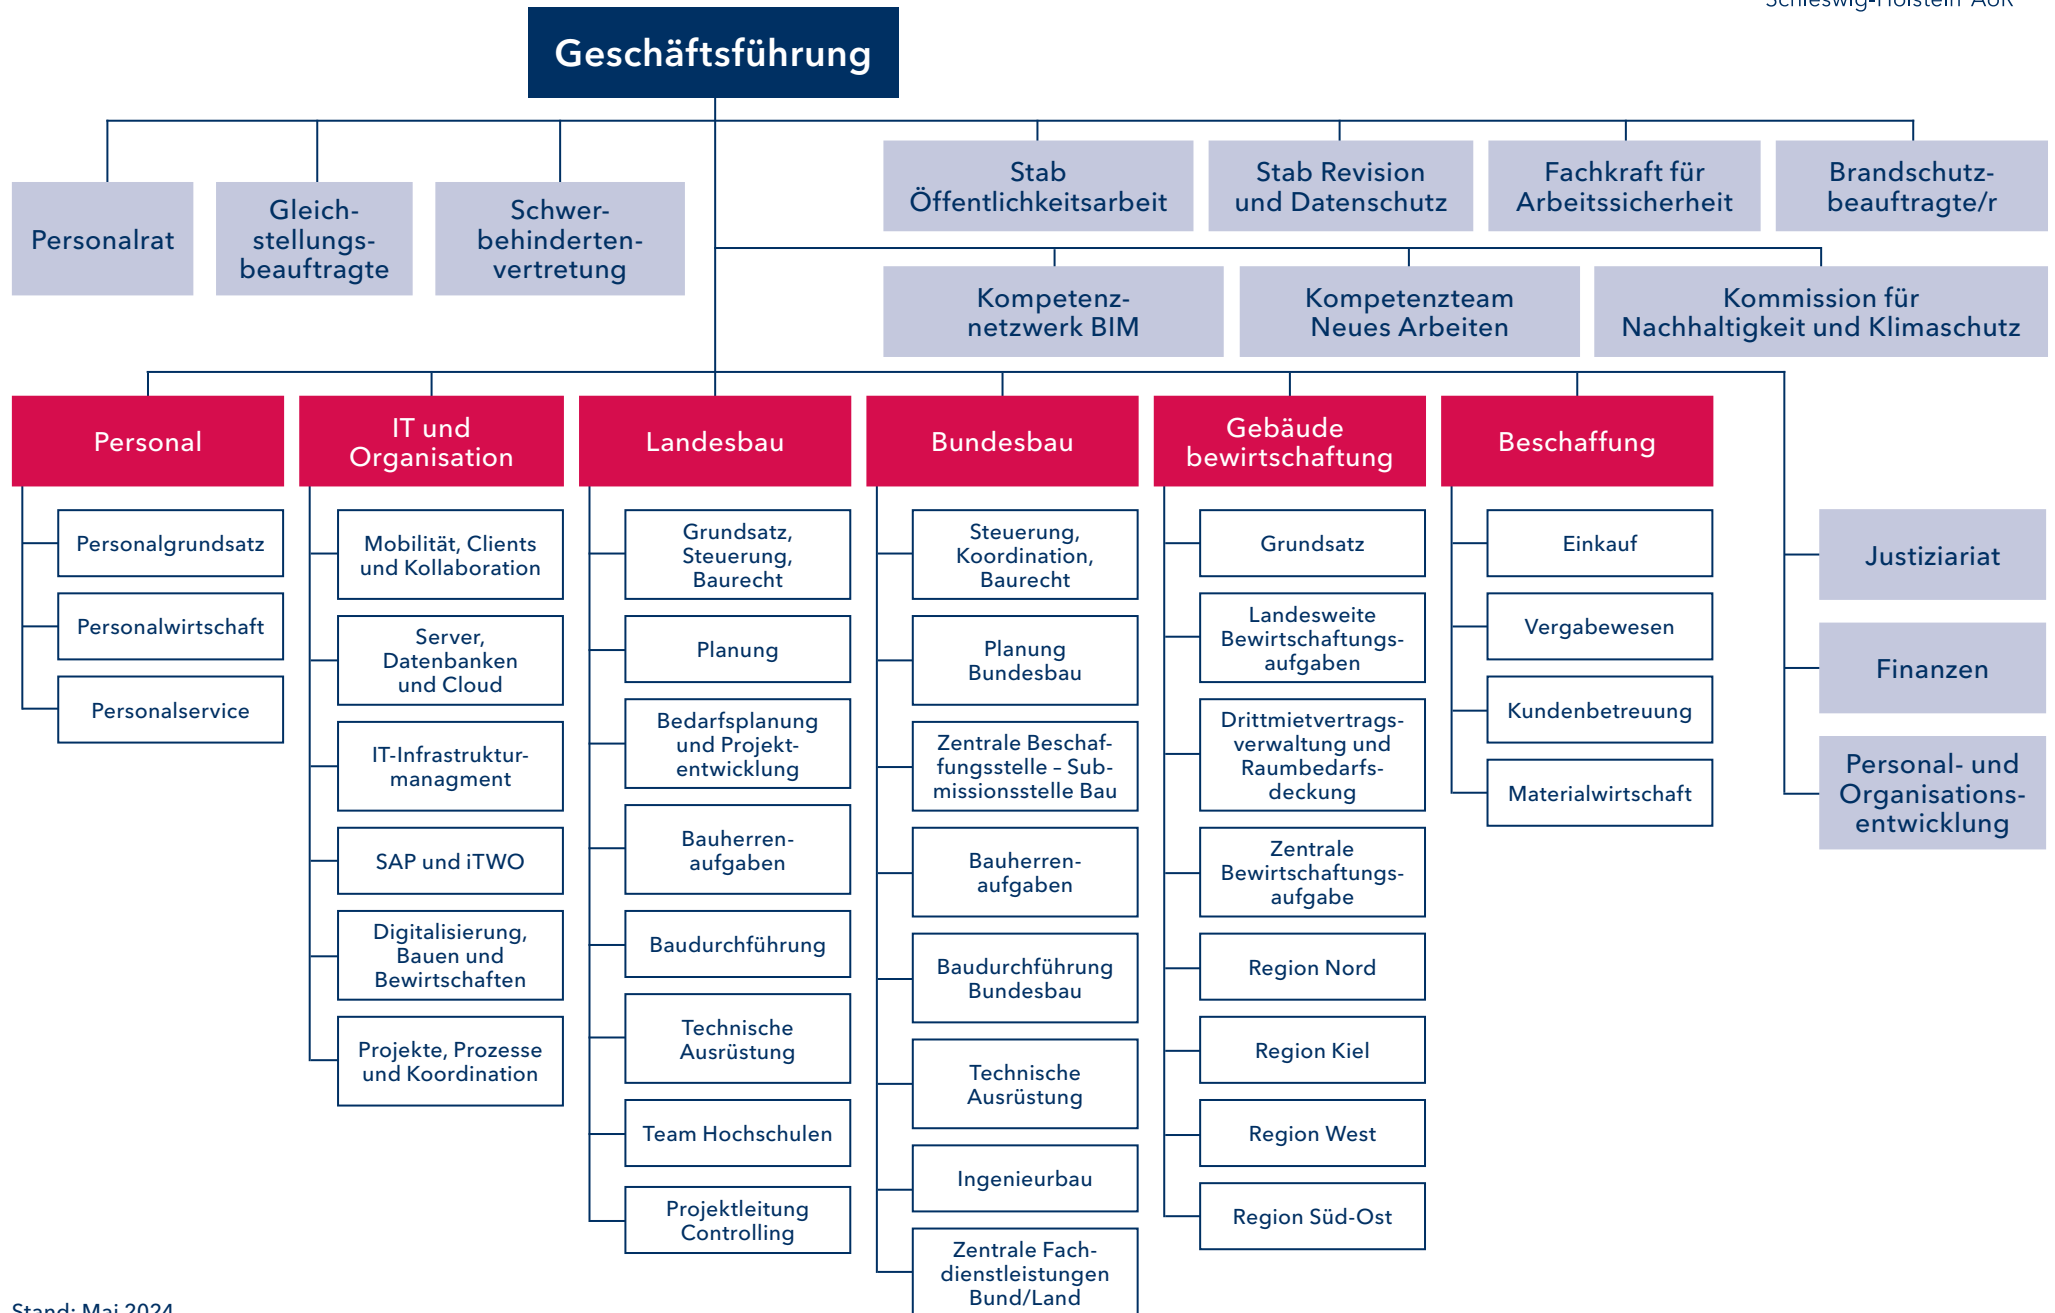 Schleswig-Holstein AöR
Geschäftsführung
Personalrat
Gleich-
stellungs-
beauftragte
Schwer-
behinderten-
vertretung
Stab
Öffentlichkeitsarbeit
Stab Revision
und Datenschutz
Fachkraft für
Arbeitssicherheit
Brandschutz-
beauftragte/r
Kompetenz-
netzwerk BIM
Kompetenzteam
Neues Arbeiten
Kommission für
Nachhaltigkeit und Klimaschutz
Personal
Personalgrundsatz
Personalwirtschaft
Personalservice
IT und
Organisation
Mobilität, Clients
und Kollaboration
Server,
Datenbanken
und Cloud
IT-Infrastruktur-
managment
SAP und iTWO
Digitalisierung,
Bauen und
Bewirtschaften
Projekte, Prozesse
und Koordination
Landesbau
Grundsatz,
Steuerung,
Baurecht
Planung
Bedarfsplanung
und Projekt-
entwicklung
Bauherren-
aufgaben
Baudurchführung
Technische
Ausrüstung
Team Hochschulen
Projektleitung
Controlling
Bundesbau
Steuerung,
Koordination,
Baurecht
Planung
Bundesbau
Zentrale Beschaf-
fungsstelle – Sub-
missionsstelle Bau
Bauherren-
aufgaben
Baudurchführung
Bundesbau
Technische
Ausrüstung
Ingenieurbau
Zentrale Fach-
dienstleistungen
Bund/Land
Gebäude
bewirtschaftung
Grundsatz
Landesweite
Bewirtschaftungs-
aufgaben
Drittmietvertrags-
verwaltung und
Raumbedarfs-
deckung
Zentrale
Bewirtschaftungs-
aufgabe
Region Nord
Region Kiel
Region West
Region Süd-Ost
Beschaffung
Einkauf
Vergabewesen
Kundenbetreuung
Materialwirtschaft
Justiziariat
Finanzen
Personal- und
Organisations-
entwicklung
Stand: Mai 2024